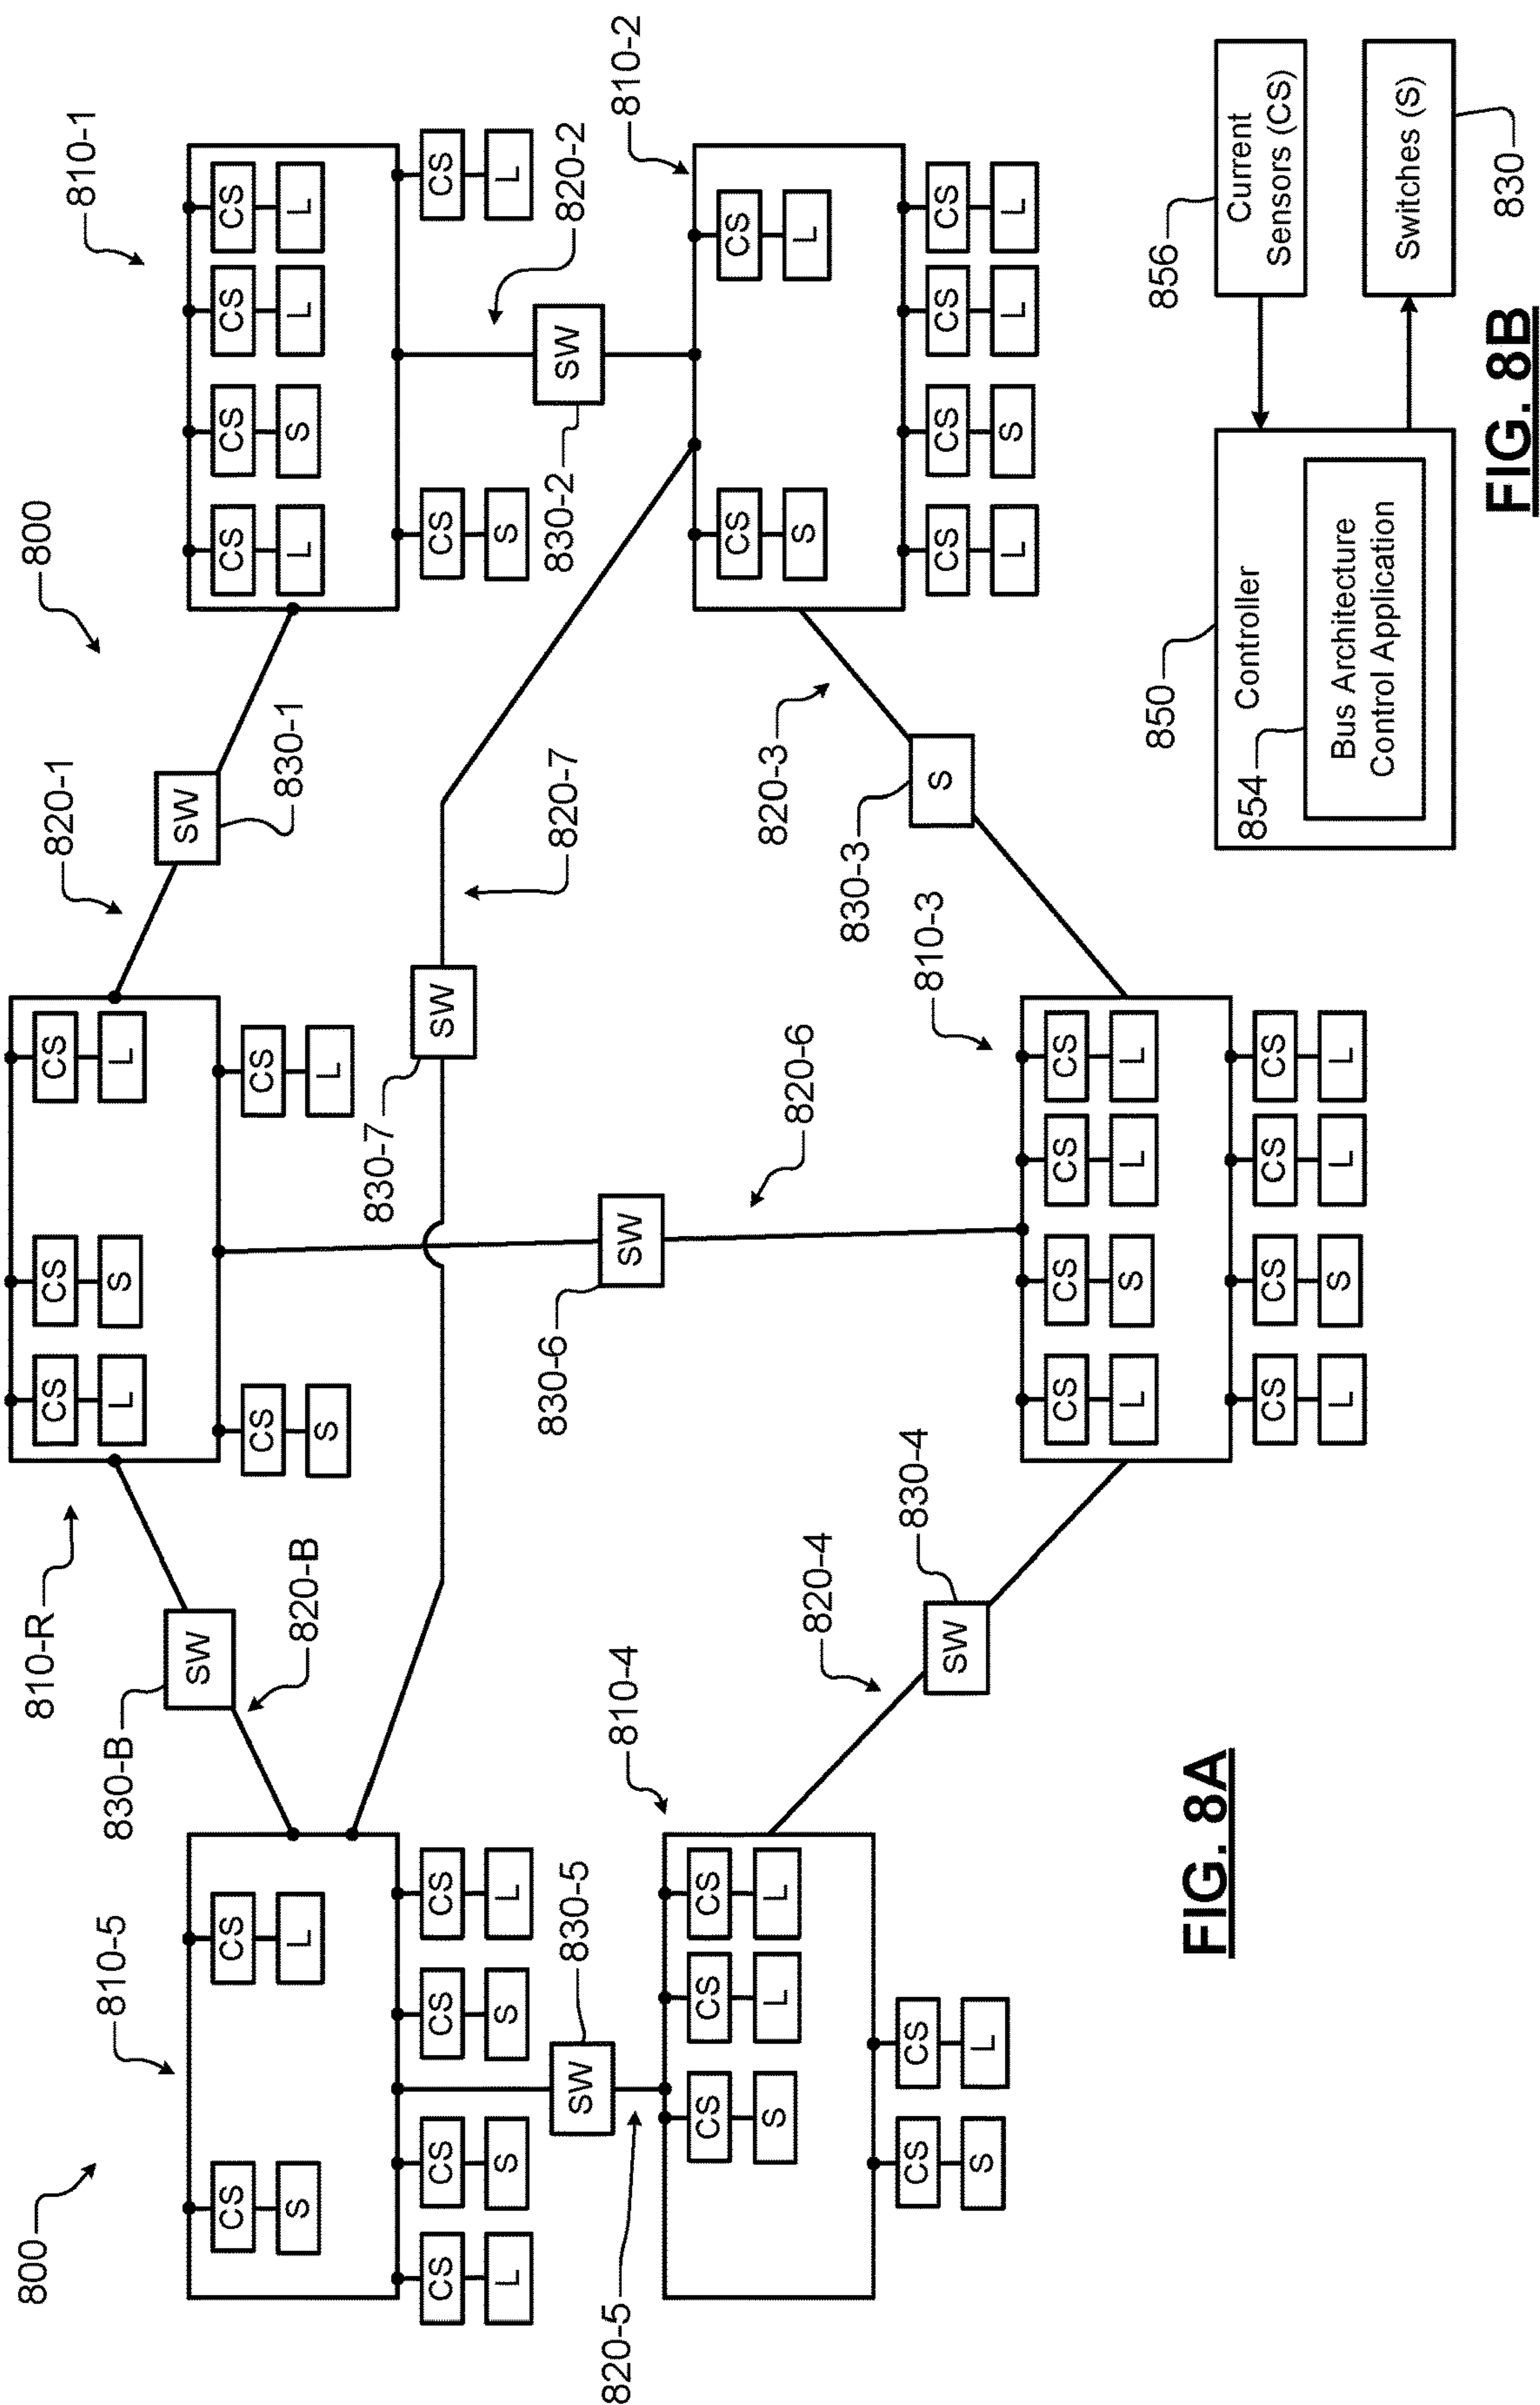 800
810-5
CS CS
S L
CS CS CS CS
L S S L
830-B
SW
820-B
810-R
CS CS CS
L S L
CS CS
S L
820-1
SW
830-1
800
810-1
CS CS CS CS
L S L L
CS CS
S L
820-2
SW
830-2
830-7
SW
820-7
830-6
SW
820-6
820-5
SW
830-5
810-4
CS CS CS
S L L
CS CS
S L
820-4
830-4
SW
810-3
CS CS CS CS
L S L L
CS CS CS CS
L S L L
820-3
830-3
S
810-2
CS CS
S L
CS CS CS CS
L S L L
FIG. 8A
850
Controller
854
Bus Architecture
Control Application
856
Current
Sensors (CS)
Switches (S)
830
FIG. 8B